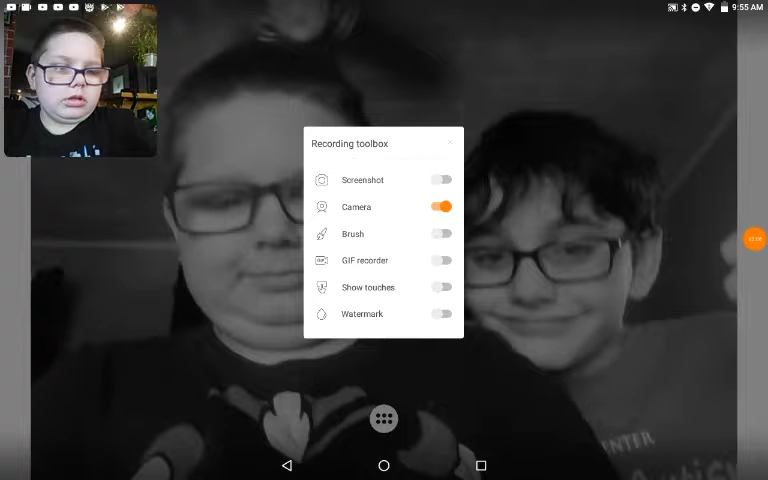 9:55 AM
Recording toolbox
Screenshot
Camera
Brush
GIF recorder
Show touches
Watermark